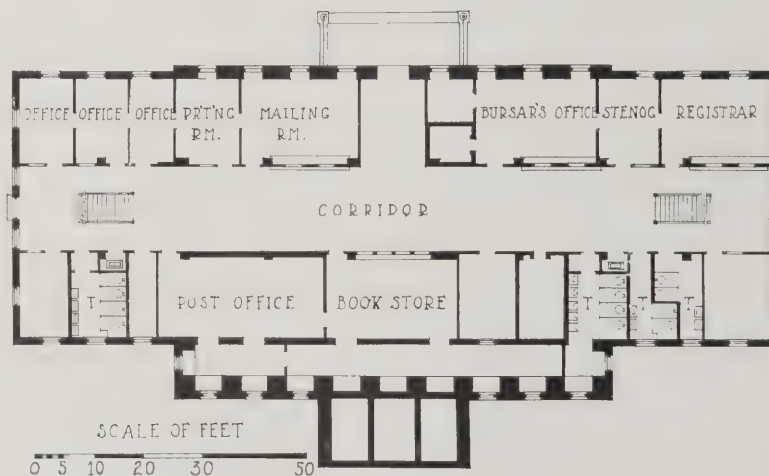 OFFICE
OFFICE
OFFICE
PR'T'NG
RM.
MAILING
RM.
BURSAR'S OFFICE
STENOG
REGISTRAR
CORRIDOR
T
POST OFFICE
BOOK STORE
T
T
T
SCALE OF FEET
0 5 10 20 30 50